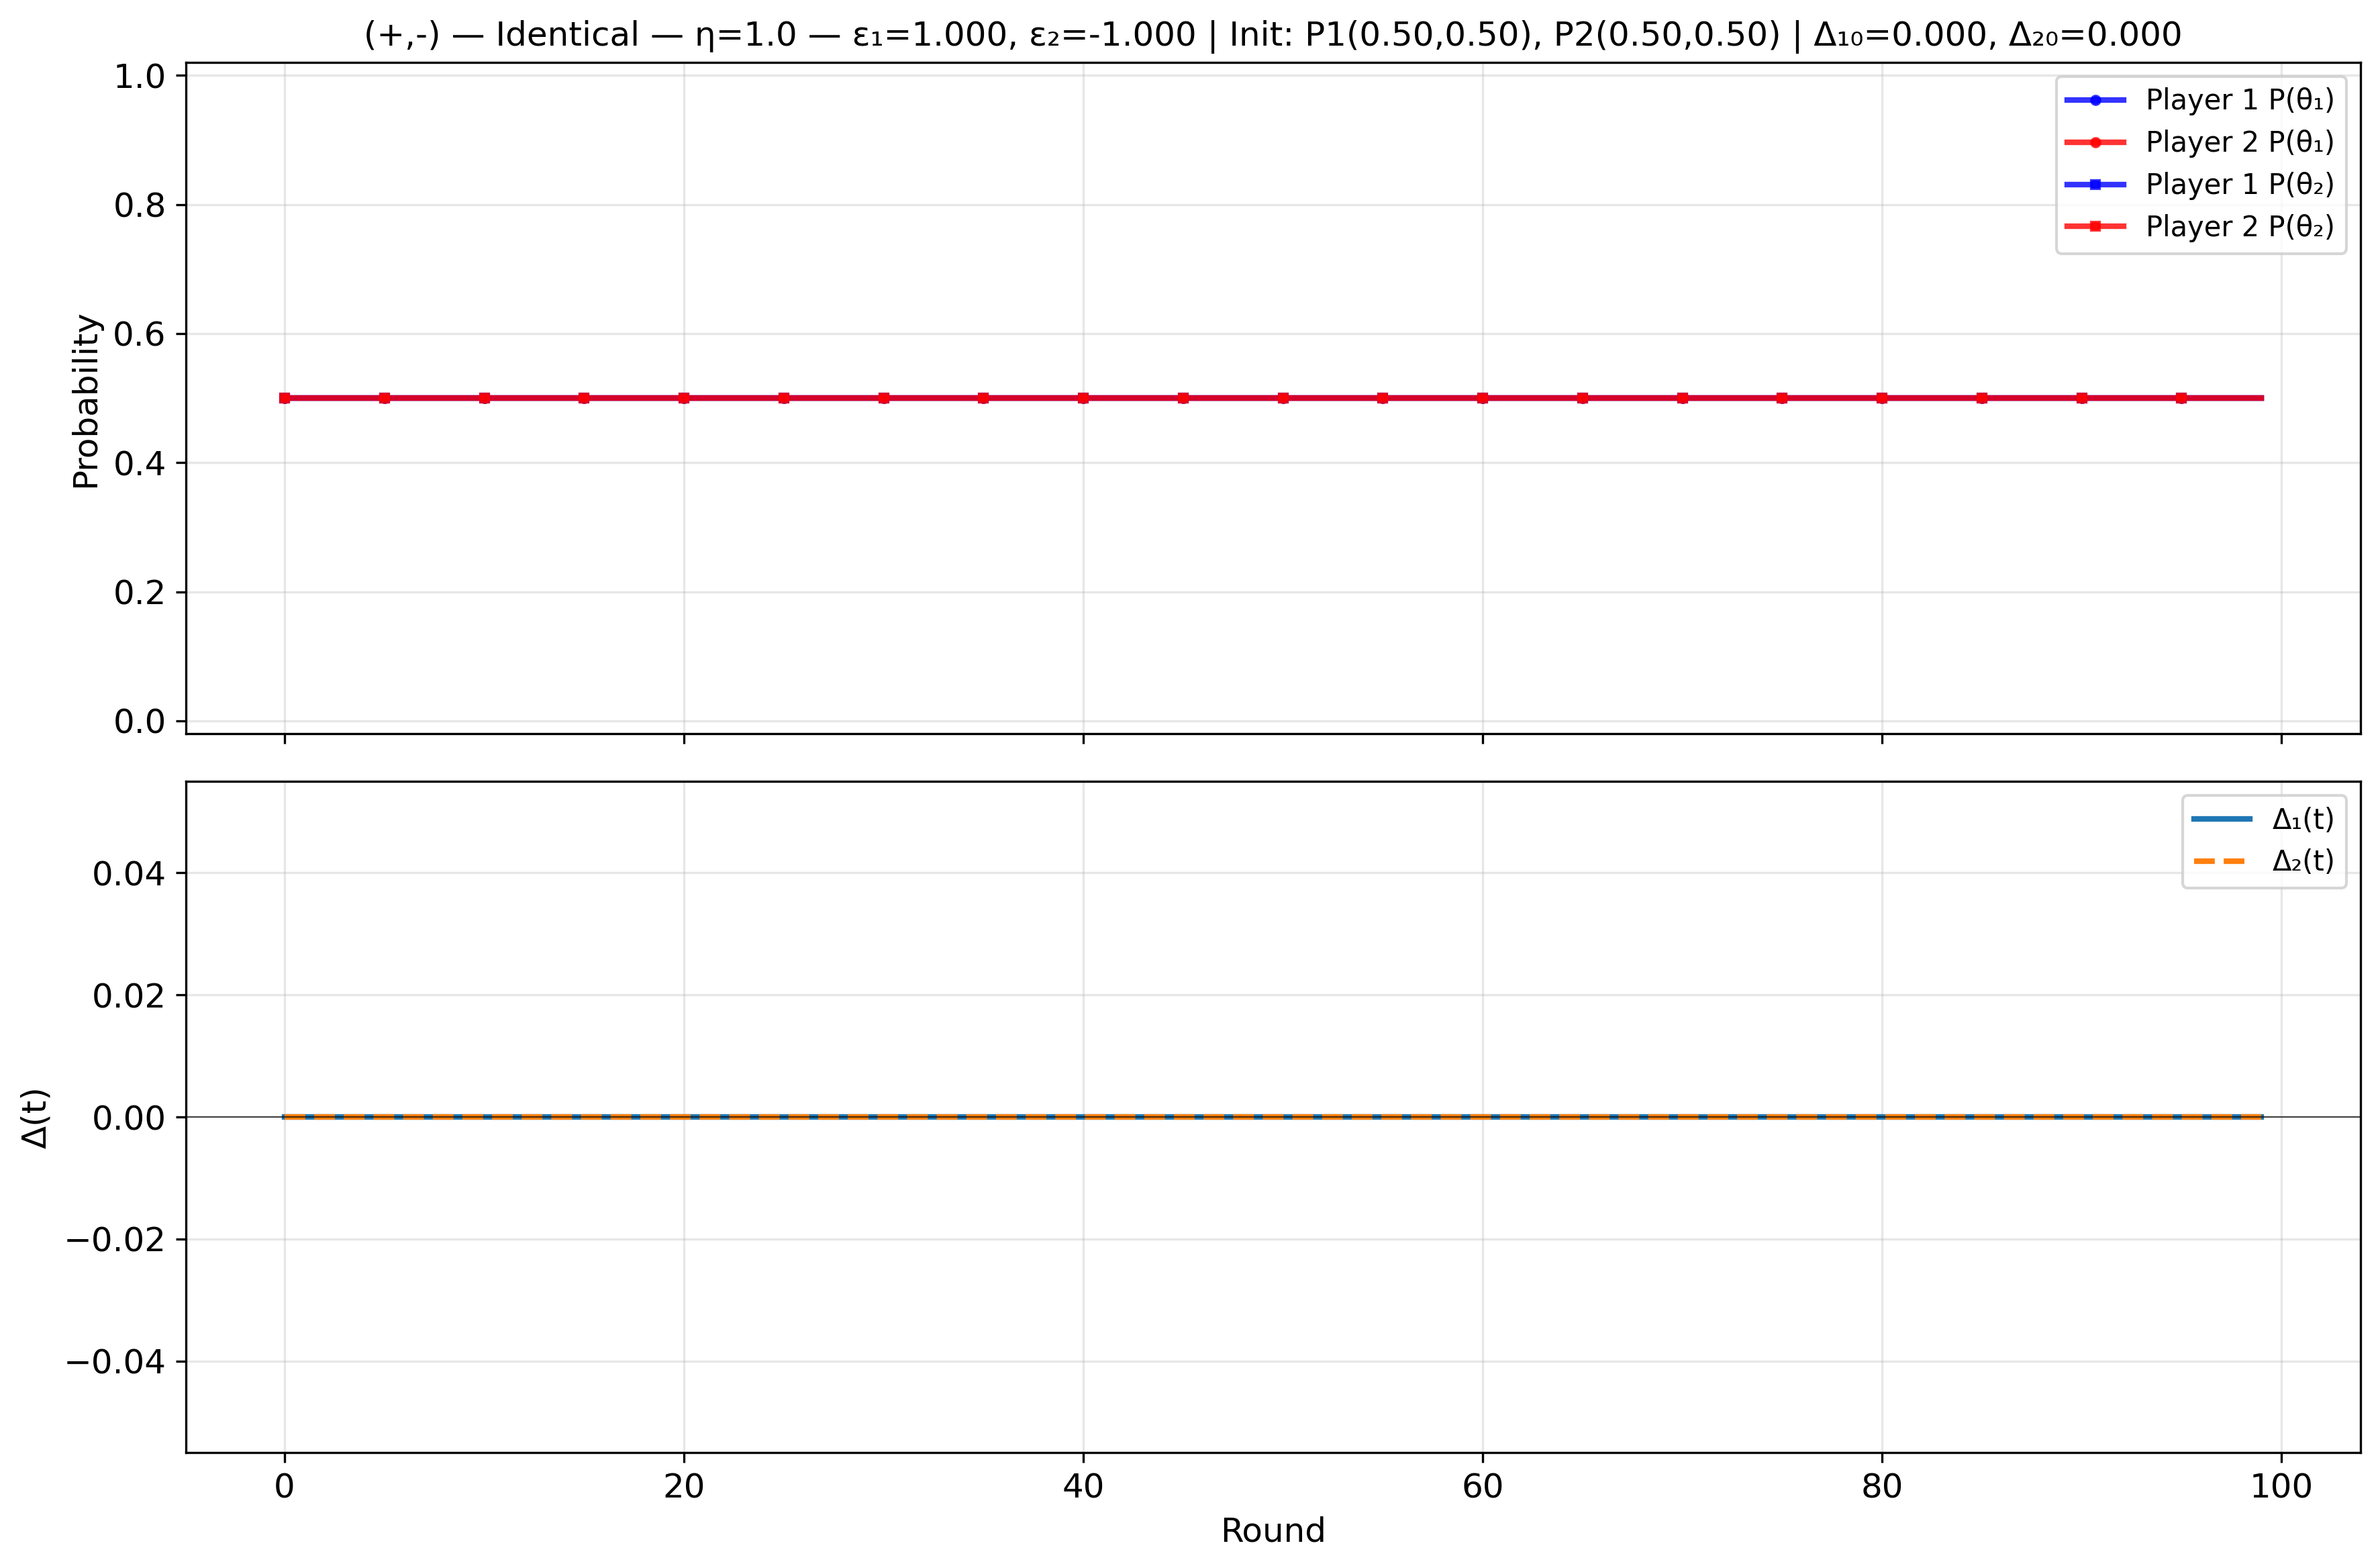 (+,-) — Identical — η=1.0 — ε₁=1.000, ε₂=-1.000 | Init: P1(0.50,0.50), P2(0.50,0.50) | Δ₁₀=0.000, Δ₂₀=0.000
1.0
0.8
0.6
0.4
0.2
0.0
Probability
Player 1 P(θ₁)
Player 2 P(θ₁)
Player 1 P(θ₂)
Player 2 P(θ₂)
0.04
0.02
0.00
−0.02
−0.04
Δ(t)
Δ₁(t)
Δ₂(t)
0 20 40 60 80 100
Round